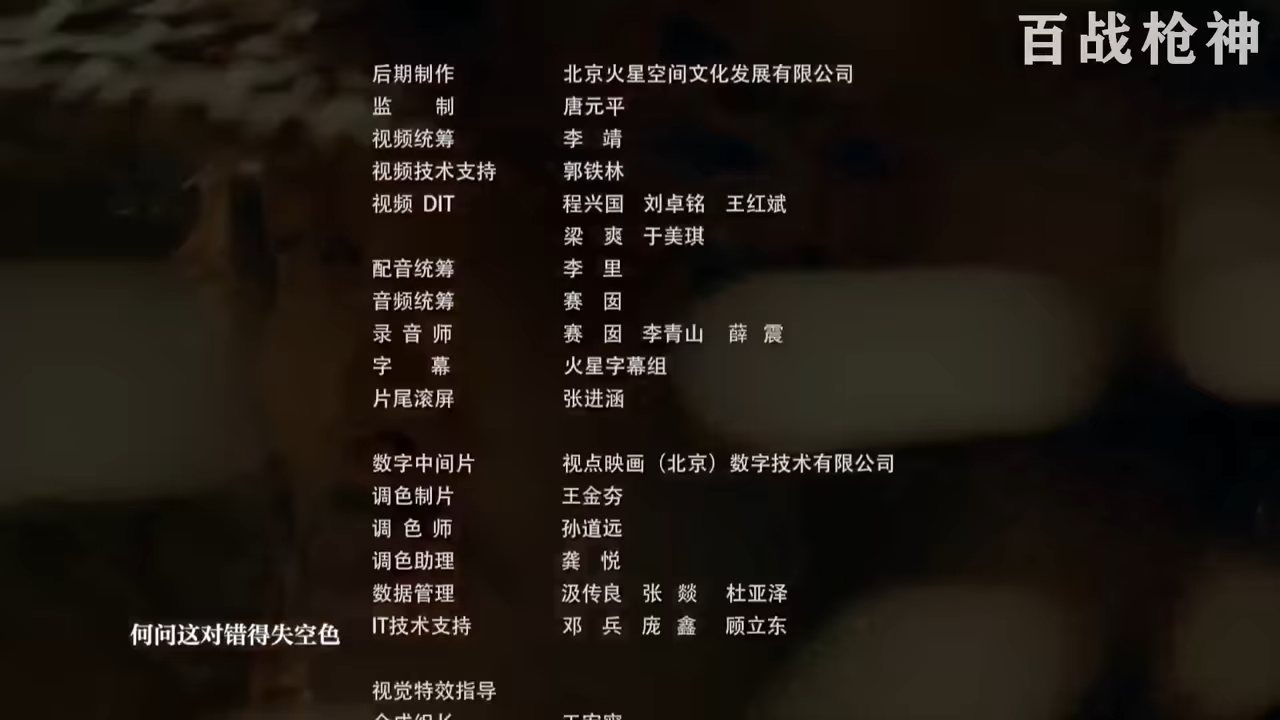 百战枪神
后期制作 北京火星空间文化发展有限公司
监 制 唐元平
视频统筹 李 靖
视频技术支持 郭铁林
视频 DIT 程兴国 刘卓铭 王红斌
梁 爽 于美琪
配音统筹 李 里
音频统筹 赛 囡
录 音 师 赛 囡 李青山 薛 震
字 幕 火星字幕组
片尾滚屏 张进涵
数字中间片 视点映画（北京）数字技术有限公司
调色制片 王金夯
调 色 师 孙道远
调色助理 龚 悦
数据管理 汲传良 张 燚 杜亚泽
IT技术支持 邓 兵 庞 鑫 顾立东
何问这对错得失空色
视觉特效指导